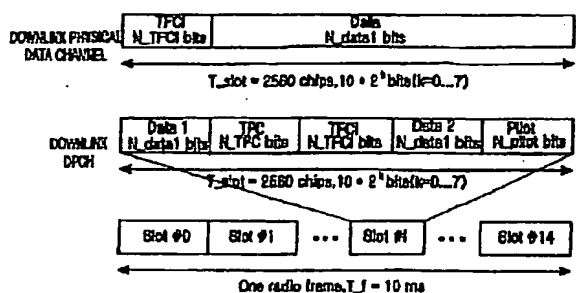 TFCI
N_TFCI bits
Data
N_data1 bits
DOWNLINX PHYSICAL
DATA CHANNEL
T_slot = 2560 chips,10 * 2^k bits(k=0...7)
DOWNLINX
DPCH
Data 1
N_data1 bits
TPC
N_TPC bits
TFCI
N_TFCI bits
Data 2
N_data1 bits
Pilot
N_pilot bits
T_slot = 2560 chips,10 * 2^k bits(k=0...7)
Slot #0
Slot #1
•••
Slot #i
•••
Slot #14
One radio frame,T_f = 10 ms